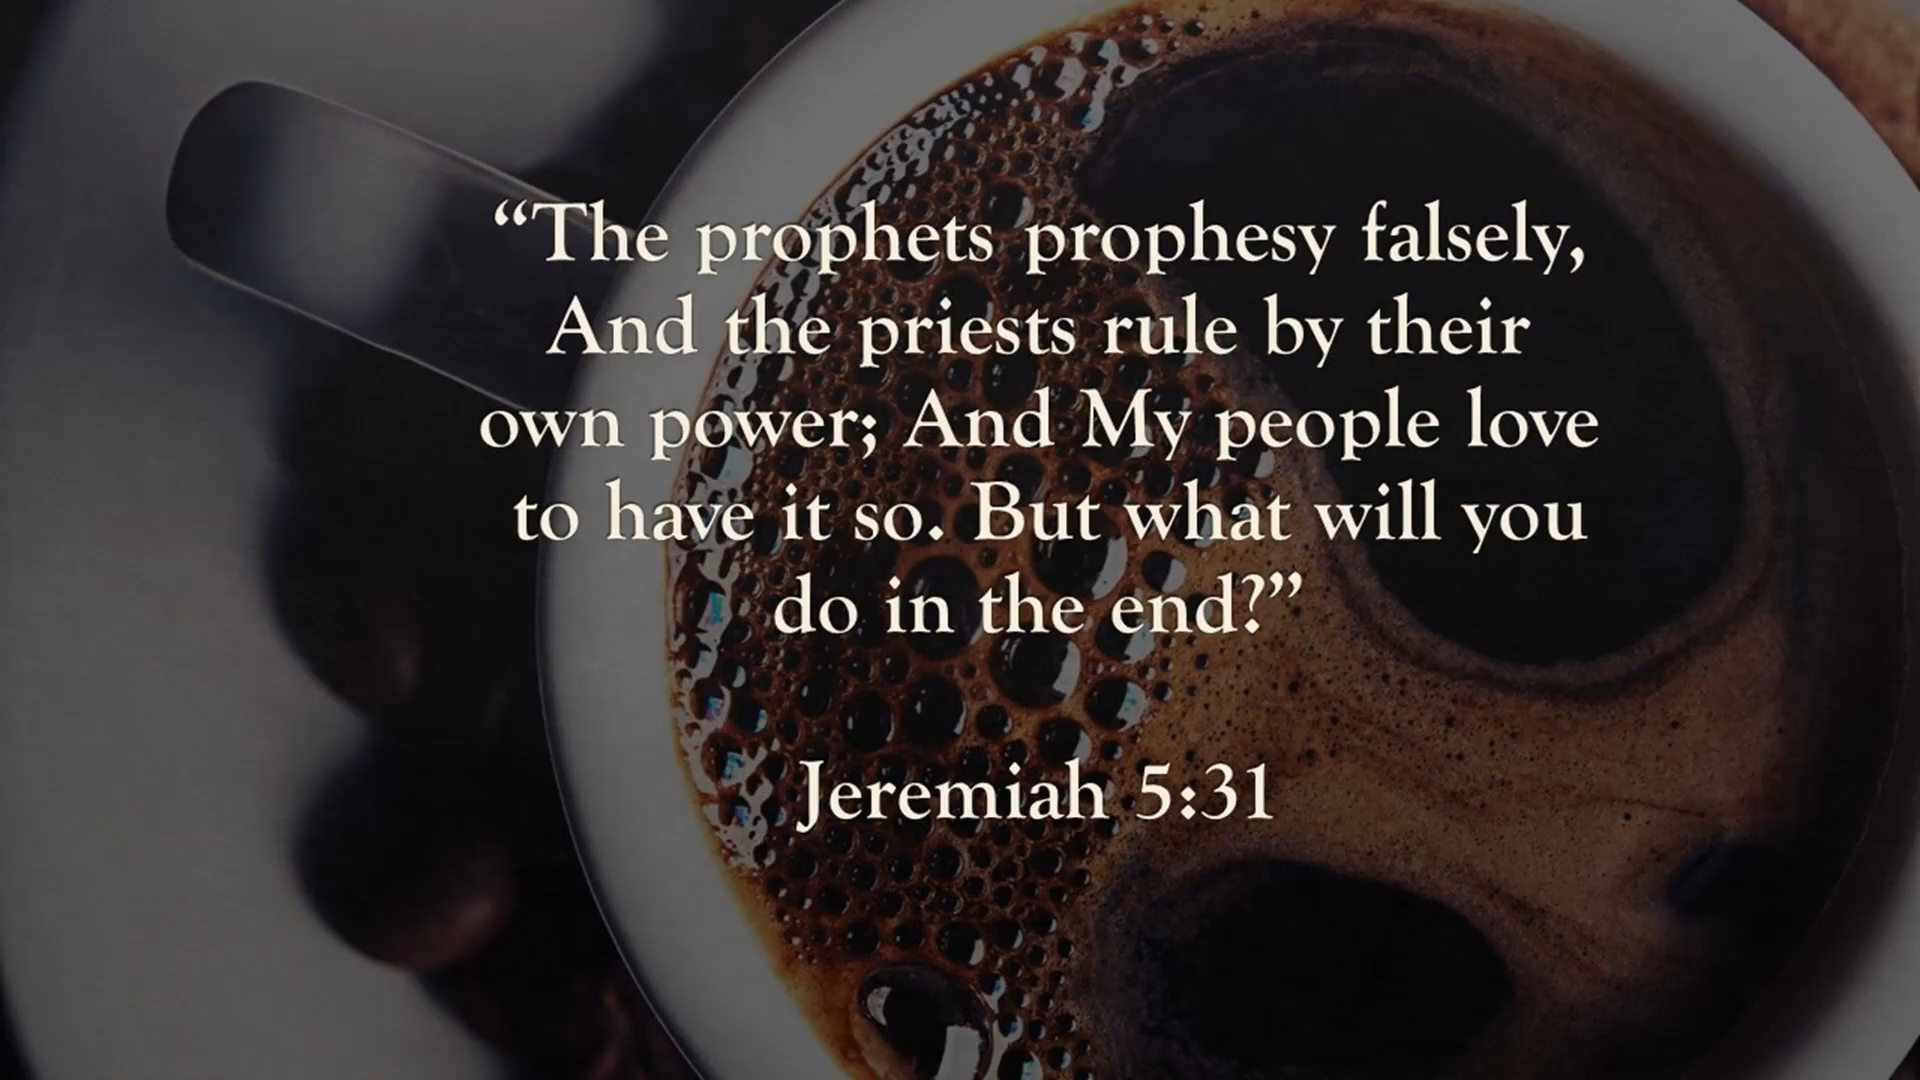 “The prophets prophesy falsely,
And the priests rule by their
own power; And My people love
to have it so. But what will you
do in the end?”
Jeremiah 5:31